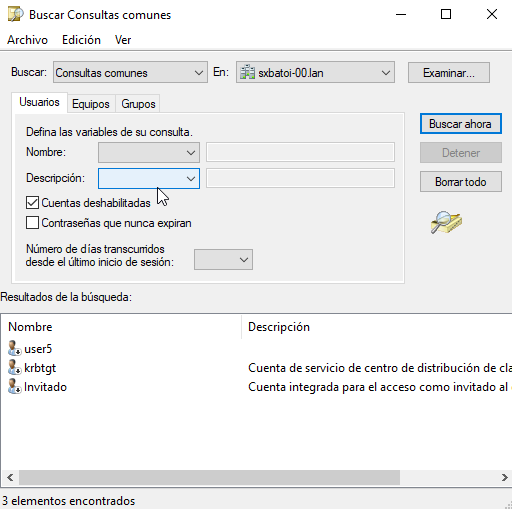 Buscar Consultas comunes
Archivo Edición Ver
Buscar: Consultas comunes En: sxbatoi-00.lan Examinar...
Usuarios Equipos Grupos
Buscar ahora
Defina las variables de su consulta.
Nombre:
Detener
Descripción:
Borrar todo
Cuentas deshabilitadas
Contraseñas que nunca expiran
Número de días transcurridos
desde el último inicio de sesión:
Resultados de la búsqueda:
Nombre Descripción
user5
krbtgt Cuenta de servicio de centro de distribución de cla
Invitado Cuenta integrada para el acceso como invitado al
3 elementos encontrados